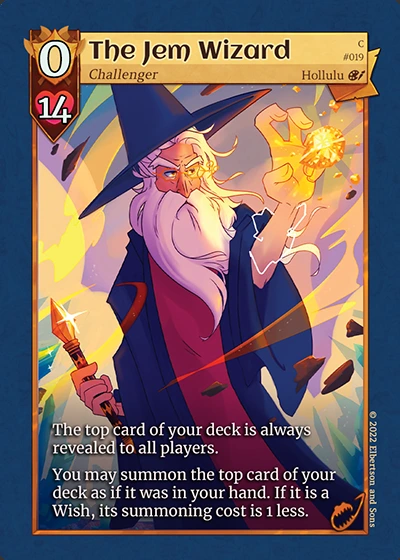 0
The Jem Wizard
C
#019
Challenger
Hollulu
14
The top card of your deck is always
revealed to all players.
You may summon the top card of your
deck as if it was in your hand. If it is a
Wish, its summoning cost is 1 less.
© 2022 Elbertson and Sons